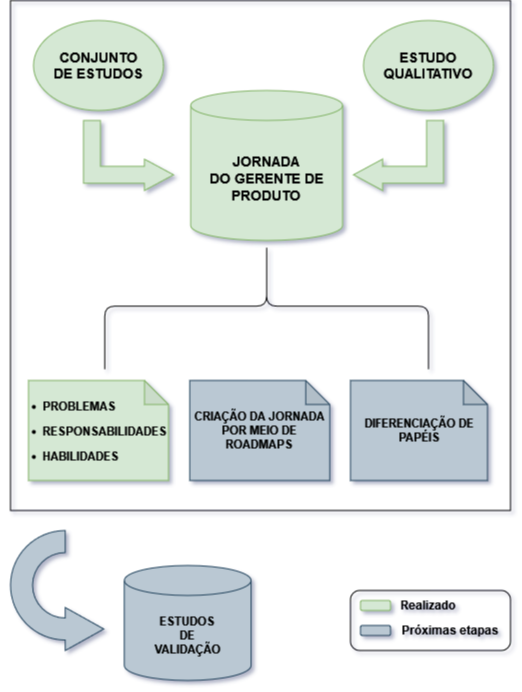 CONJUNTO
DE ESTUDOS
ESTUDO
QUALITATIVO
JORNADA
DO GERENTE DE
PRODUTO
• PROBLEMAS
• RESPONSABILIDADES
• HABILIDADES
CRIAÇÃO DA JORNADA
POR MEIO DE
ROADMAPS
DIFERENCIAÇÃO DE
PAPÉIS
ESTUDOS
DE
VALIDAÇÃO
Realizado
Próximas etapas